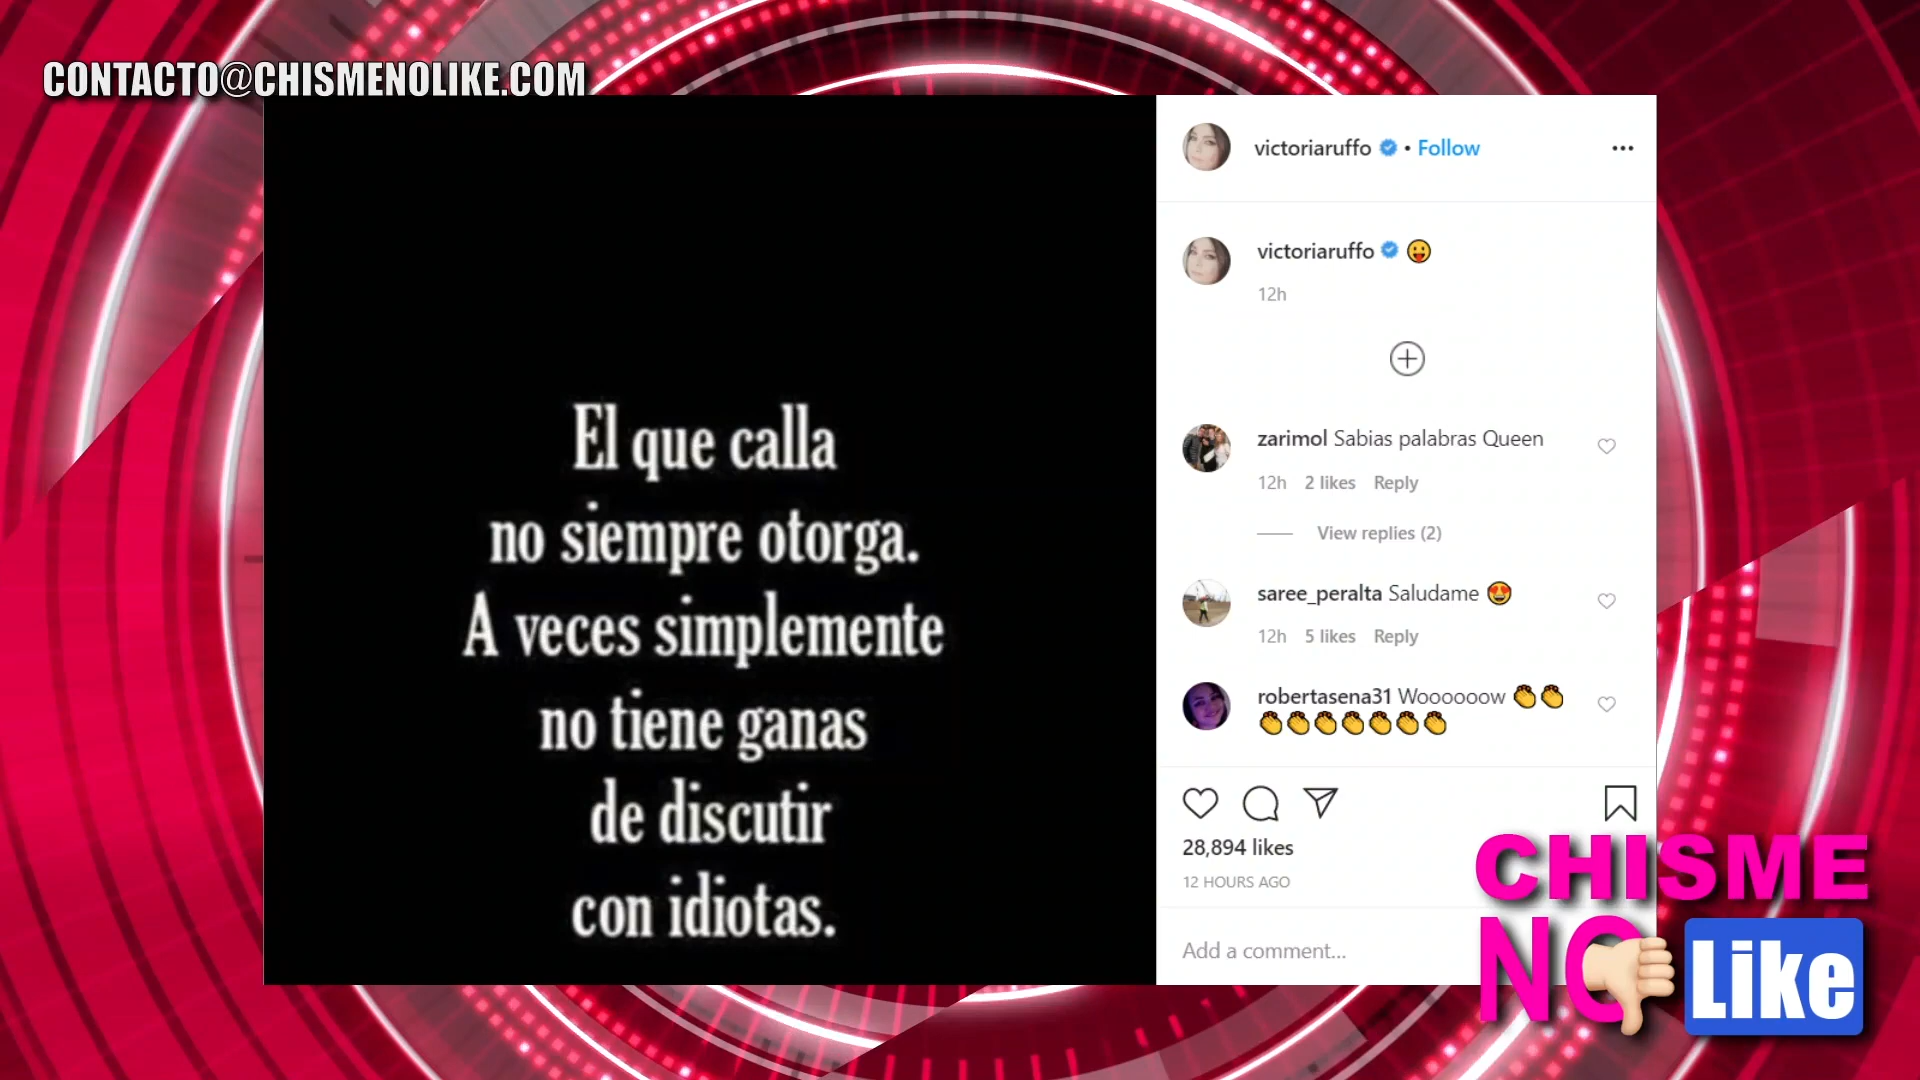 CONTACTO@CHISMENOLIKE.COM
El que calla
no siempre otorga.
A veces simplemente
no tiene ganas
de discutir
con idiotas.
victoriaruffo • Follow
victoriaruffo 😛
12h
zarimol Sabias palabras Queen
12h 2 likes Reply
View replies (2)
saree_peralta Saludame 😍
12h 5 likes Reply
robertasena31 Woooooow 👏👏
👏👏👏👏👏👏👏
28,894 likes
12 HOURS AGO
Add a comment...
CHISME
NO Like